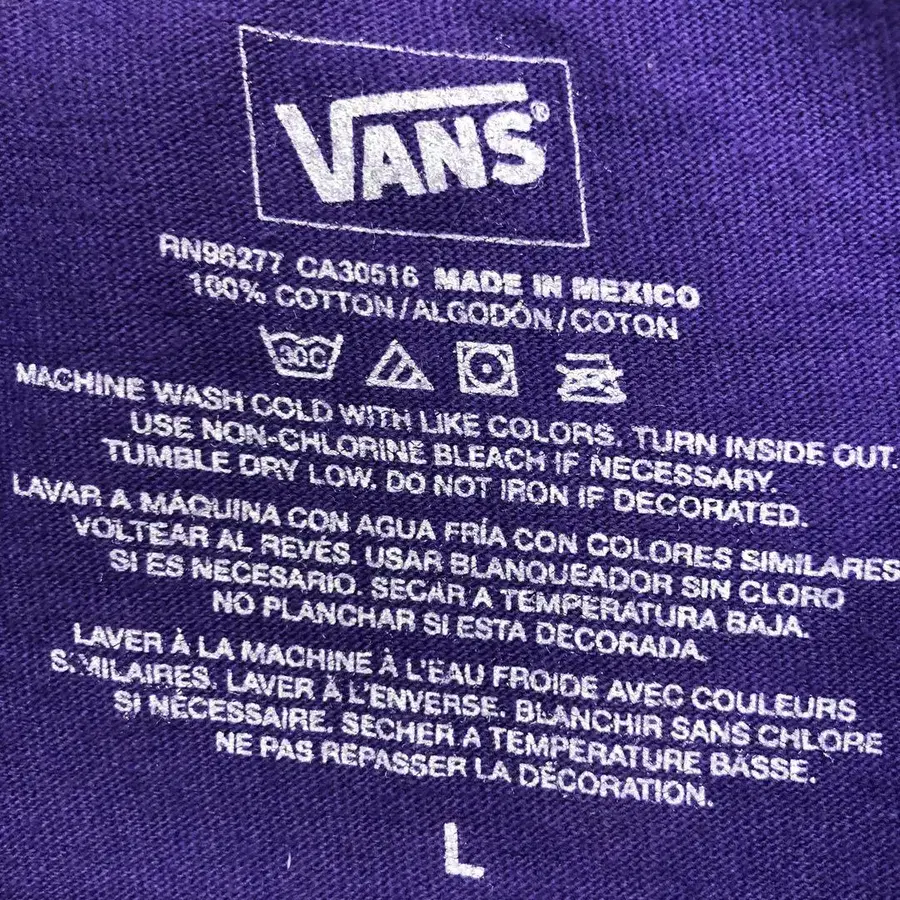 VANS®
RN96277 CA30516 MADE IN MEXICO
100% COTTON/ALGODÓN/COTON
30C
MACHINE WASH COLD WITH LIKE COLORS. TURN INSIDE OUT.
USE NON-CHLORINE BLEACH IF NECESSARY.
TUMBLE DRY LOW. DO NOT IRON IF DECORATED.
LAVAR A MÁQUINA CON AGUA FRÍA CON COLORES SIMILARES
VOLTEAR AL REVÉS. USAR BLANQUEADOR SIN CLORO
SI ES NECESARIO. SECAR A TEMPERATURA BAJA.
NO PLANCHAR SI ESTA DECORADA.
LAVER À LA MACHINE À L'EAU FROIDE AVEC COULEURS
SIMILAIRES. LAVER À L'ENVERSE. BLANCHIR SANS CHLORE
SI NÉCESSAIRE. SECHER A TEMPERATURE BASSE.
NE PAS REPASSER LA DÉCORATION.
L